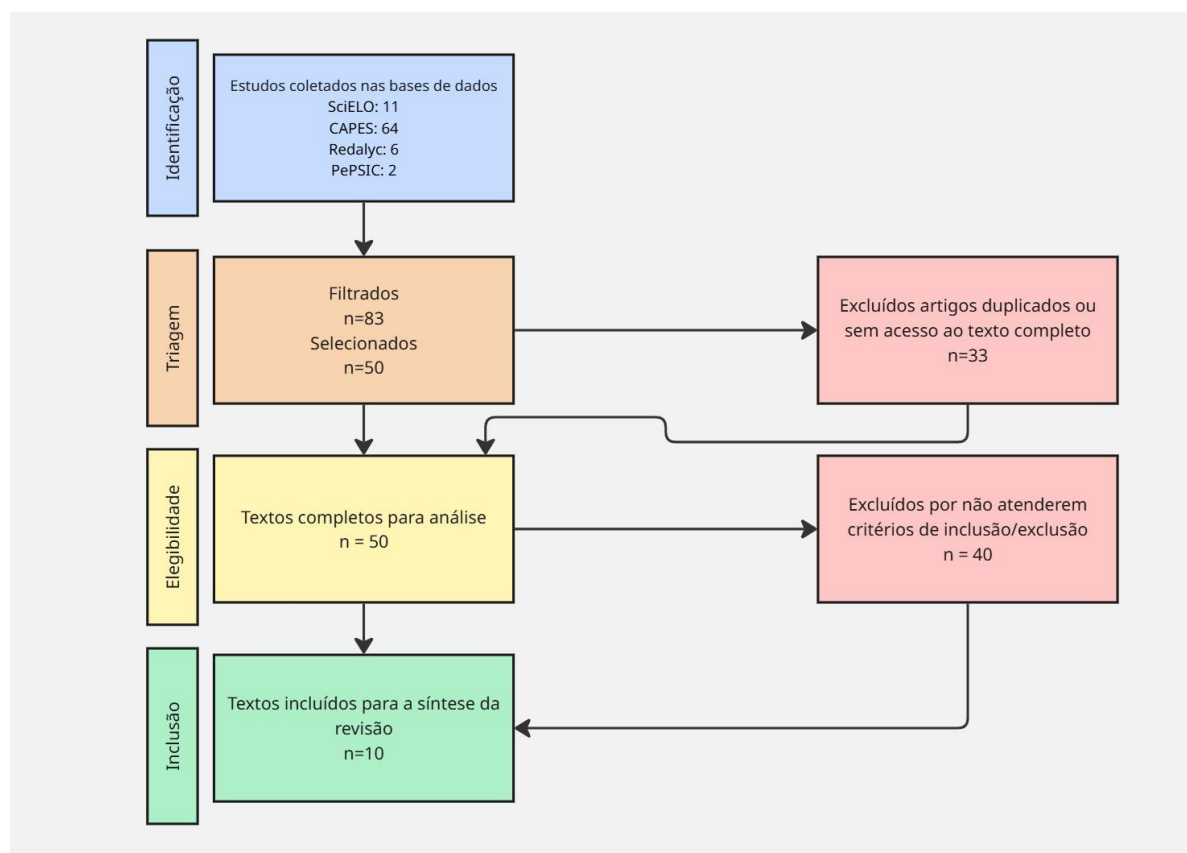 Identificação
Estudos coletados nas bases de dados
SciELO: 11
CAPES: 64
Redalyc: 6
PePSIC: 2
Triagem
Filtrados
n=83
Selecionados
n=50
Excluídos artigos duplicados ou
sem acesso ao texto completo
n=33
Elegibilidade
Textos completos para análise
n = 50
Excluídos por não atenderem
critérios de inclusão/exclusão
n = 40
Inclusão
Textos incluídos para a síntese da
revisão
n=10